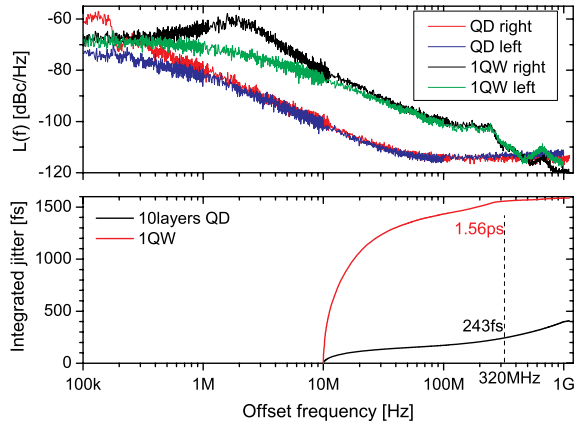 L(f) [dBc/Hz]
-60
-80
-100
-120
QD right
QD left
1QW right
1QW left
Integrated jitter [fs]
1500
1000
500
0
10layers QD
1QW
1.56ps
243fs
320MHz
100k
1M
10M
100M
1G
Offset frequency [Hz]